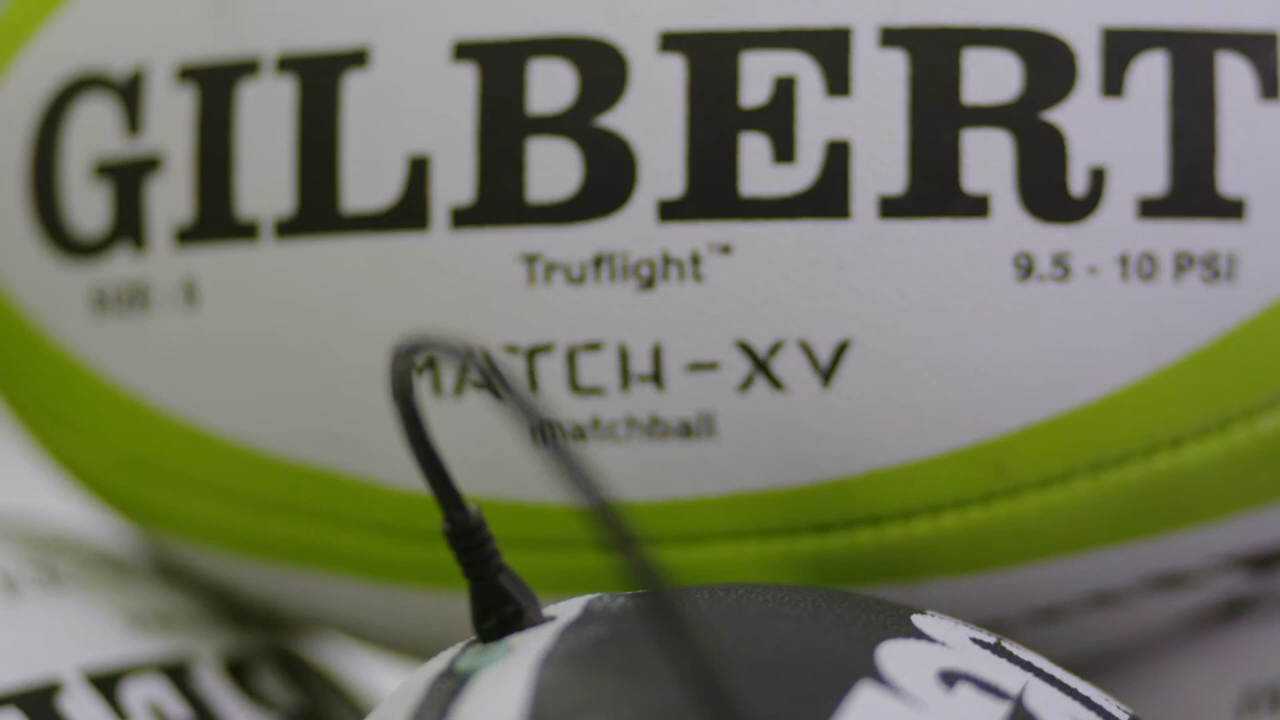 GILBERT
Truflight™
9.5 - 10 PSI
MATCH-XV
matchball